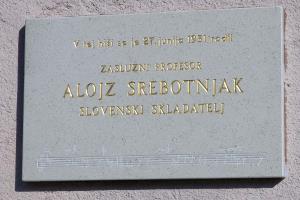 V tej hiši se je 27. junija 1931 rodil
ZASLUŽNI PROFESOR
ALOJZ SREBOTNJAK
SLOVENSKI SKLADATELJ